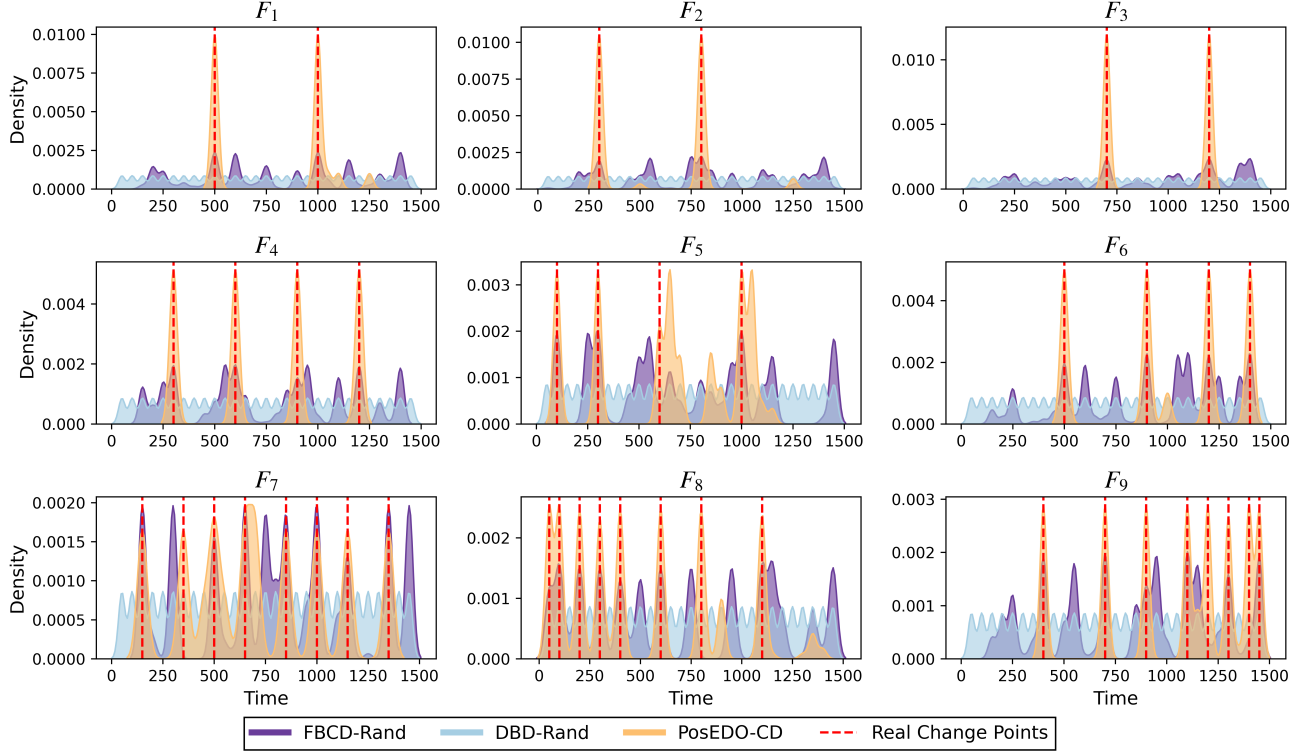 F1 F2 F3
Density
0.0100
0.0075
0.0050
0.0025
0.0000
0 250 500 750 1000 1250 1500
0.0100
0.0075
0.0050
0.0025
0.0000
0 250 500 750 1000 1250 1500
0.010
0.005
0.000
0 250 500 750 1000 1250 1500
F4 F5 F6
Density
0.004
0.002
0.000
0 250 500 750 1000 1250 1500
0.003
0.002
0.001
0.000
0 250 500 750 1000 1250 1500
0.004
0.002
0.000
0 250 500 750 1000 1250 1500
F7 F8 F9
Density
0.0020
0.0015
0.0010
0.0005
0.0000
0 250 500 750 1000 1250 1500
0.002
0.001
0.000
0 250 500 750 1000 1250 1500
0.003
0.002
0.001
0.000
0 250 500 750 1000 1250 1500
Time Time Time
FBCD-Rand DBD-Rand PosEDO-CD Real Change Points